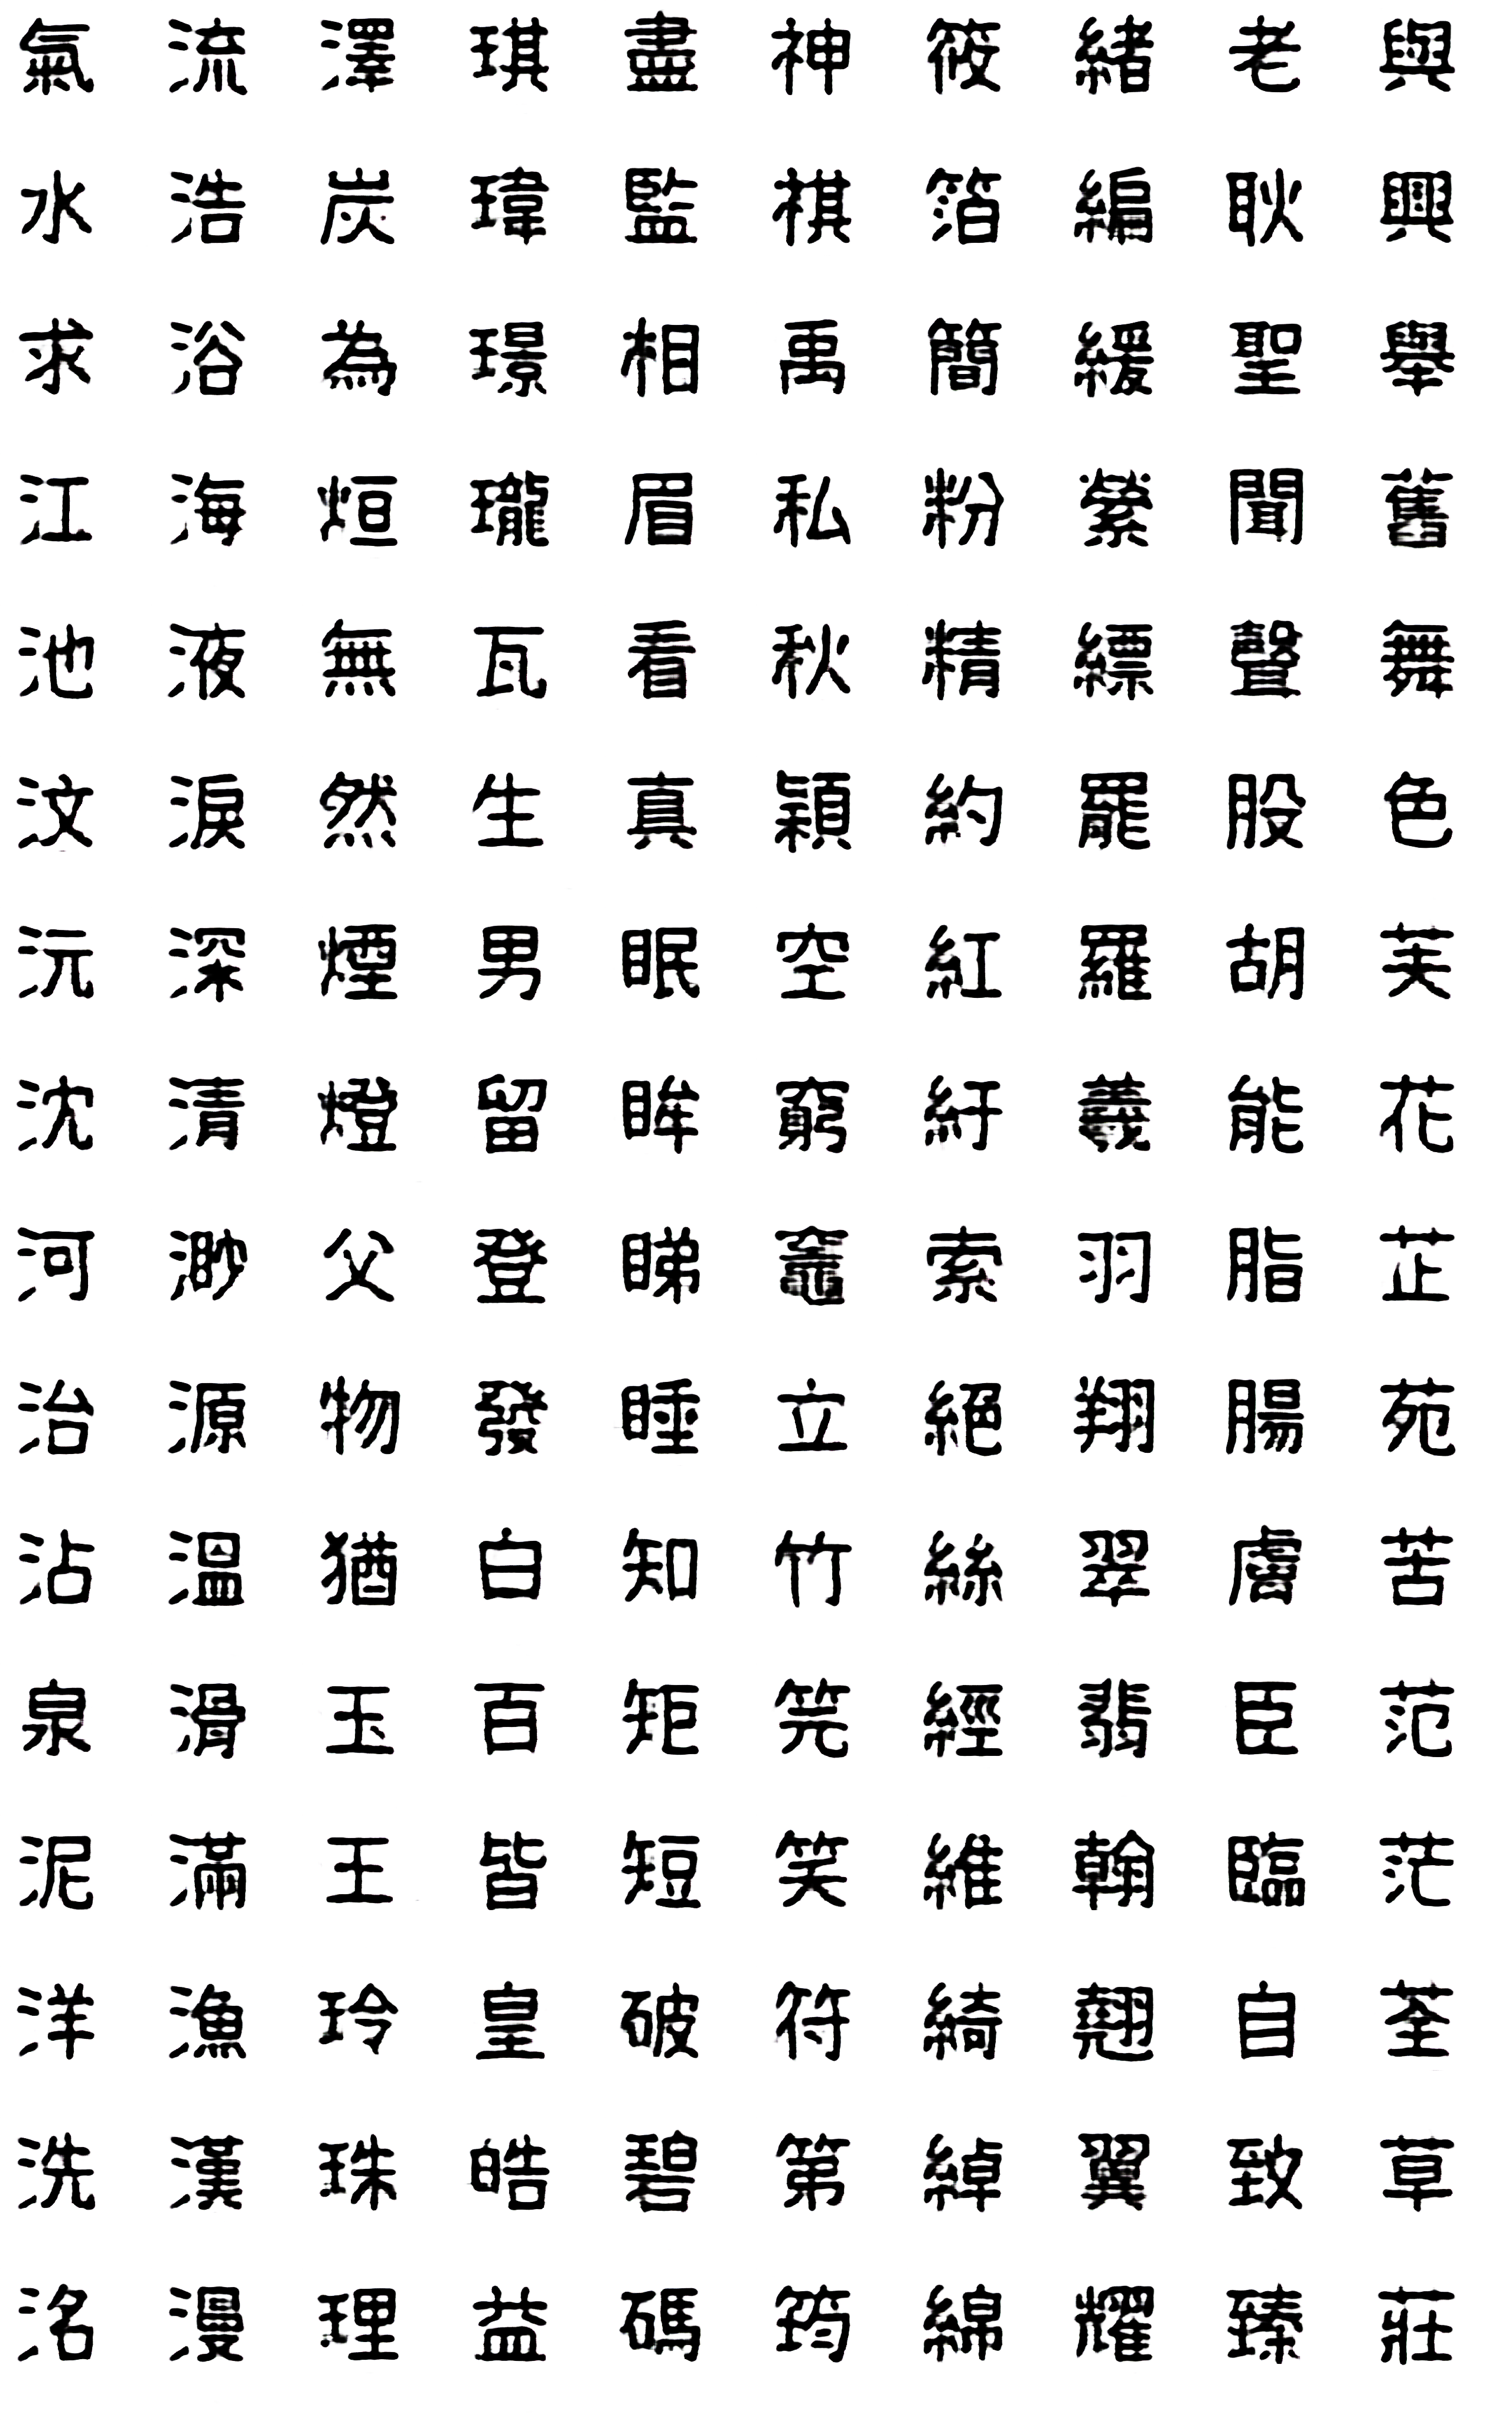 氣流澤琪盡神筱緒老與
水浩炭瑋監祺箔編耿興
求浴為璟相禹簡緩聖舉
江海烜瓏眉私粉縈聞舊
池液無瓦看秋精縹聲舞
汶淚然生真穎約罷股色
沅深煙男眠空紅羅胡芙
沈清燈留眸窮紆羲能花
河渺父登睇竈索羽脂芷
治源物發睡立絕翔腸苑
沾溫猶白知竹絲翠膚苦
泉滑玉百矩筦經翡臣范
泥滿王皆短笑維翰臨茫
洋漁玲皇破符綺翹自荃
洗漢珠皓碧第綽翼致草
洺漫理益碼筠綿耀臻莊